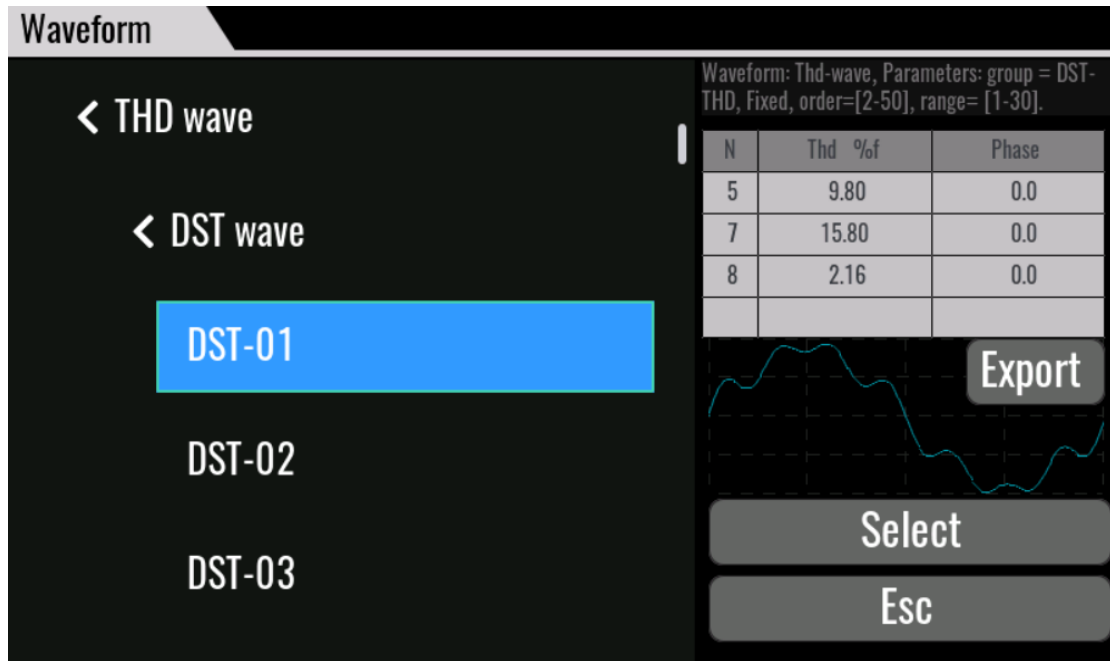 Waveform
THD wave
DST wave
DST-01
DST-02
DST-03
Waveform: Thd-wave, Parameters: group = DST-
THD, Fixed, order=[2-50], range= [1-30].
N Thd %f Phase
5 9.80 0.0
7 15.80 0.0
8 2.16 0.0
Export
Select
Esc